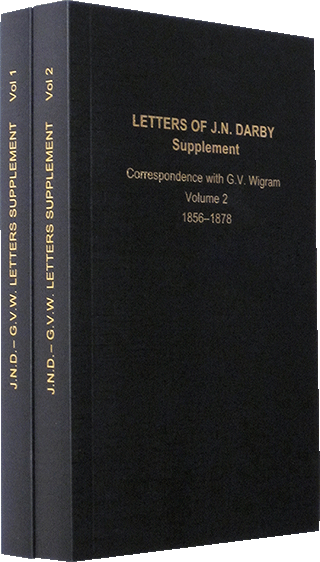 J.N.D. – G.V.W. LETTERS SUPPLEMENT Vol 1
J.N.D. – G.V.W. LETTERS SUPPLEMENT Vol 2
LETTERS OF J.N. DARBY
Supplement
Correspondence with G.V. Wigram
Volume 2
1856–1878